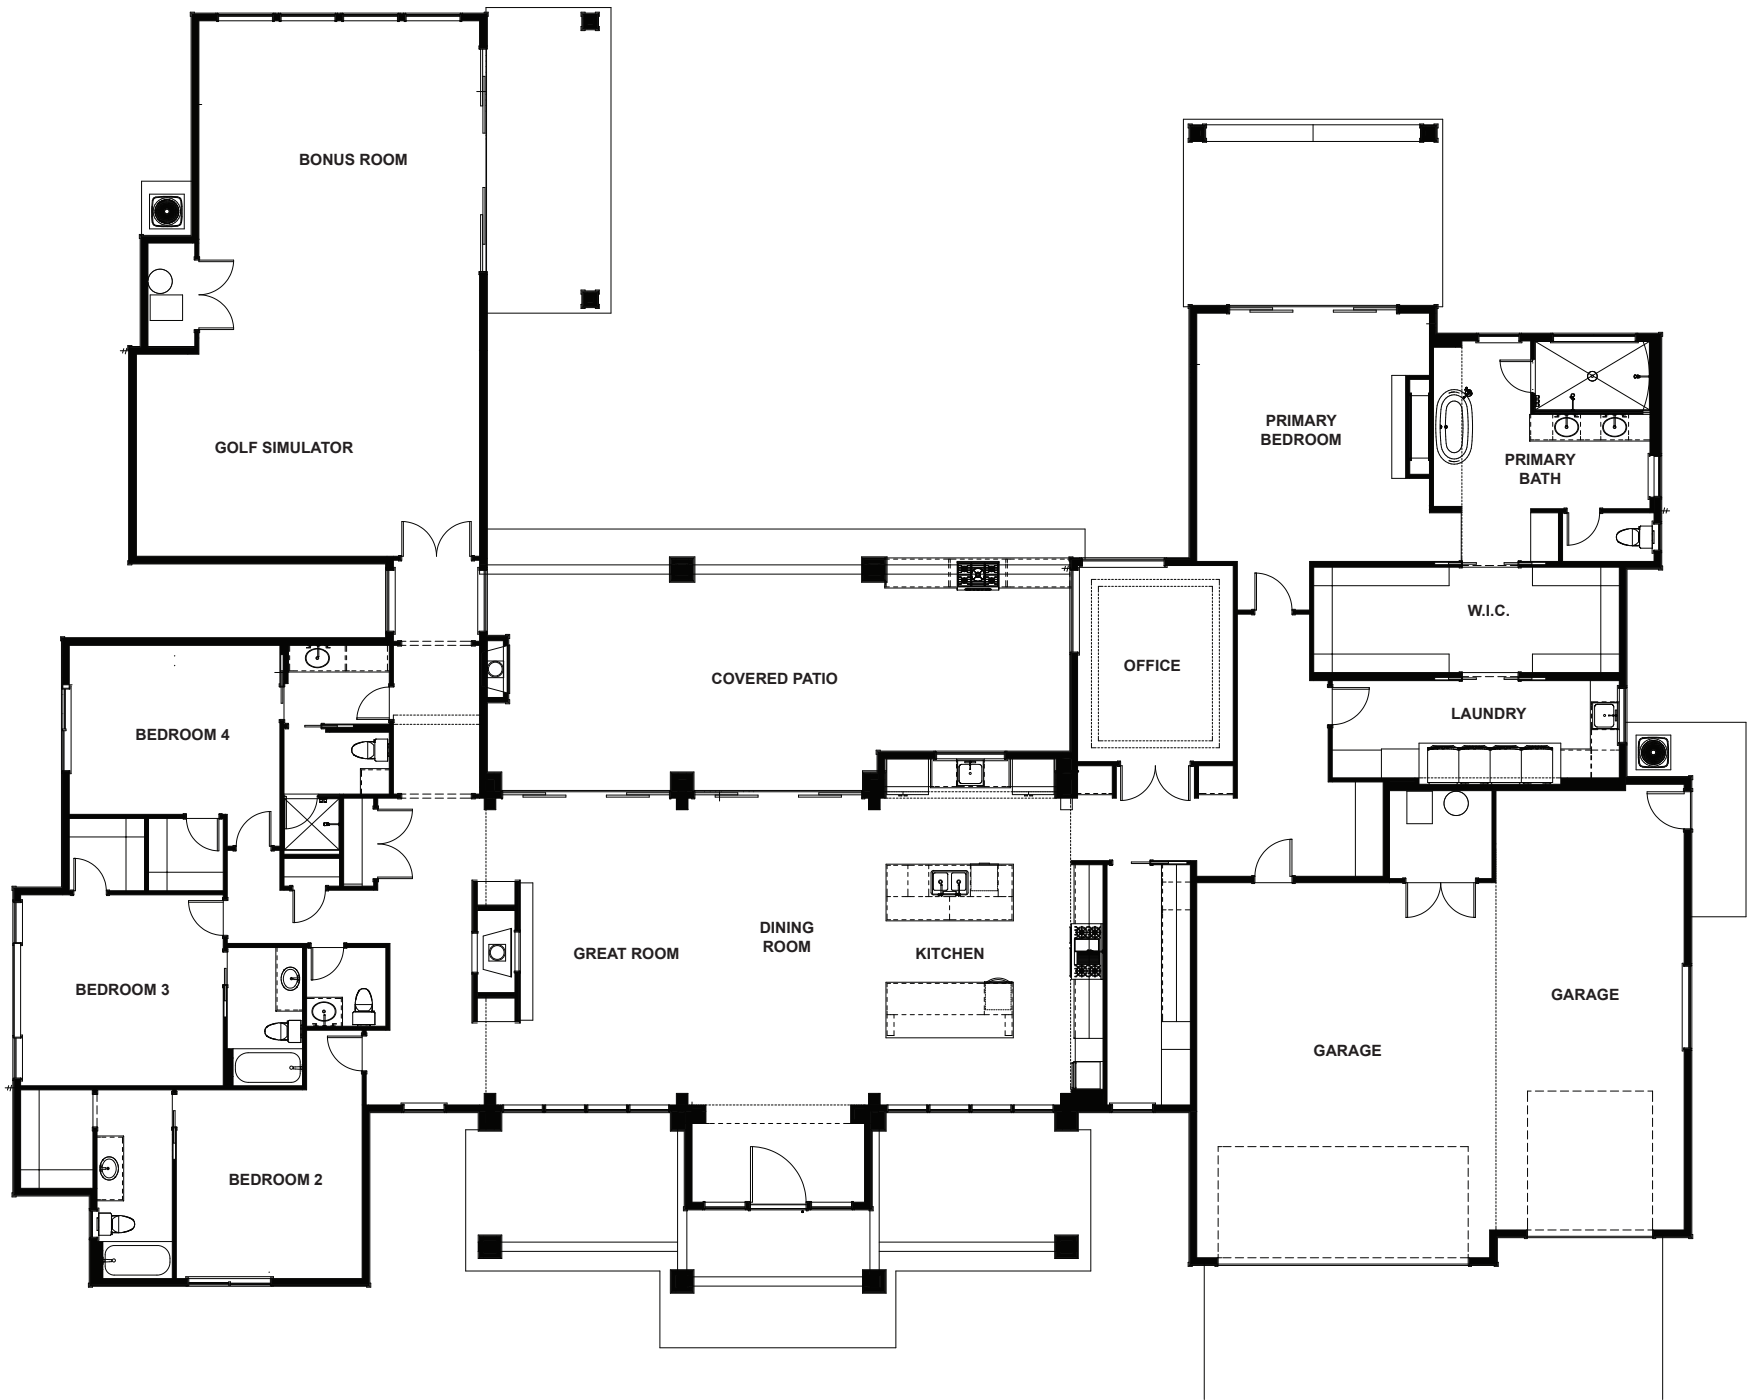 BONUS ROOM
GOLF SIMULATOR
PRIMARY
BEDROOM
PRIMARY
BATH
W.I.C.
OFFICE
COVERED PATIO
LAUNDRY
BEDROOM 4
DINING
ROOM
GREAT ROOM
KITCHEN
BEDROOM 3
GARAGE
GARAGE
BEDROOM 2